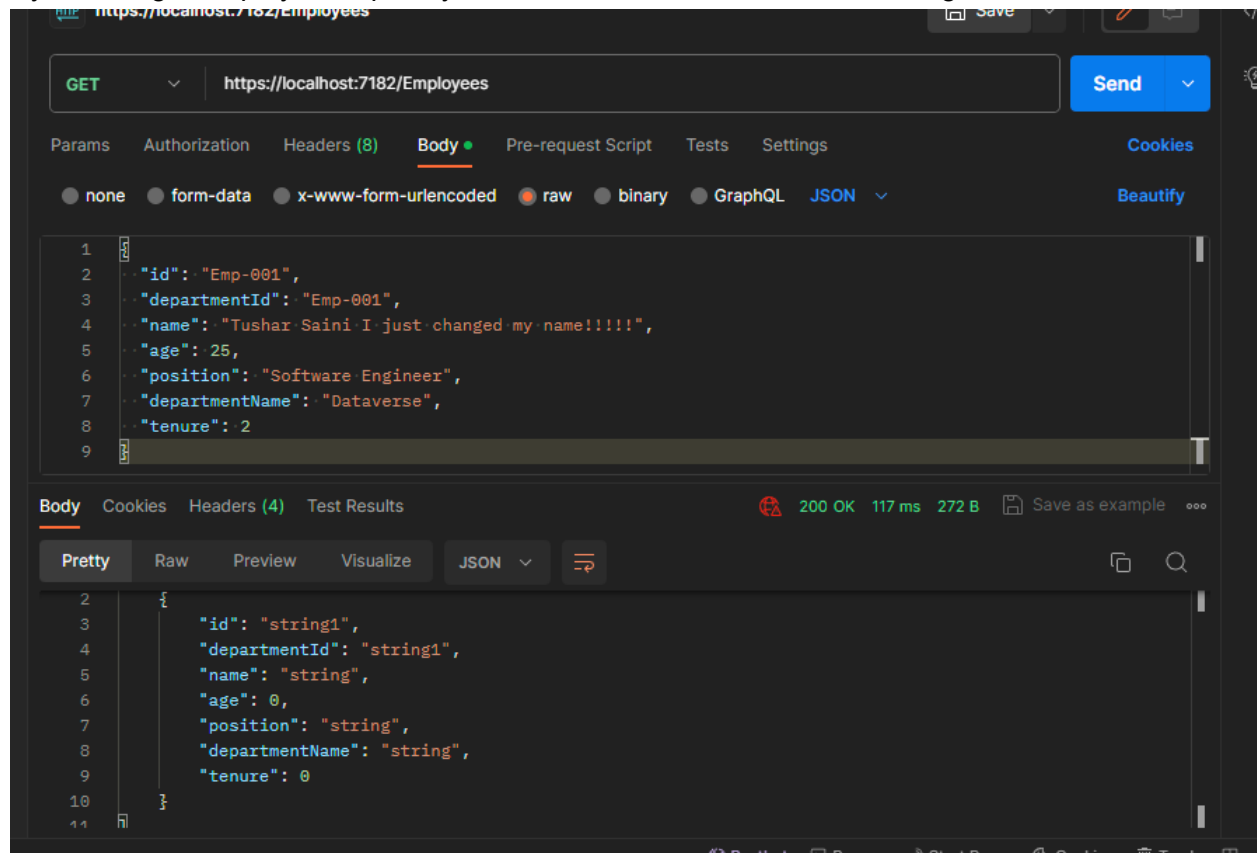 HTTP https://localhost:7182/Employees Save
GET https://localhost:7182/Employees Send
Params Authorization Headers (8) Body Pre-request Script Tests Settings Cookies
none form-data x-www-form-urlencoded raw binary GraphQL JSON Beautify
1 {
2 "id": "Emp-001",
3 "departmentId": "Emp-001",
4 "name": "Tushar Saini I just changed my name!!!!!",
5 "age": 25,
6 "position": "Software Engineer",
7 "departmentName": "Dataverse",
8 "tenure": 2
9 }
Body Cookies Headers (4) Test Results 200 OK 117 ms 272 B Save as example
Pretty Raw Preview Visualize JSON
2 {
3 "id": "string1",
4 "departmentId": "string1",
5 "name": "string",
6 "age": 0,
7 "position": "string",
8 "departmentName": "string",
9 "tenure": 0
10 }
11 ]